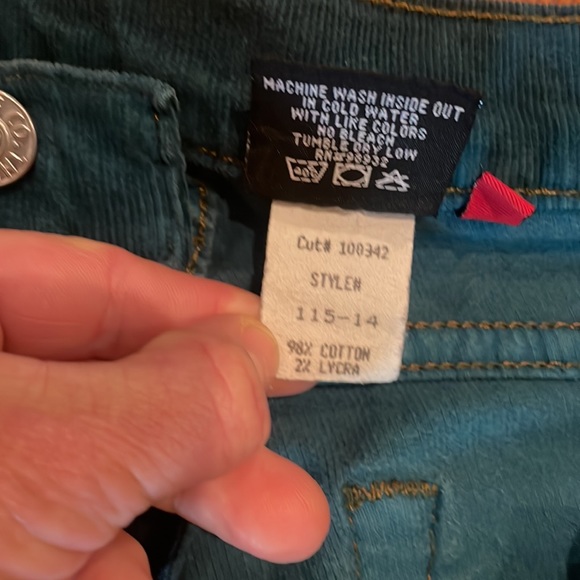 MACHINE WASH INSIDE OUT
IN COLD WATER
WITH LIKE COLORS
NO BLEACH
TUMBLE DRY LOW
Cut# 100342
STYLE#
115-14
98% COTTON
2% LYCRA